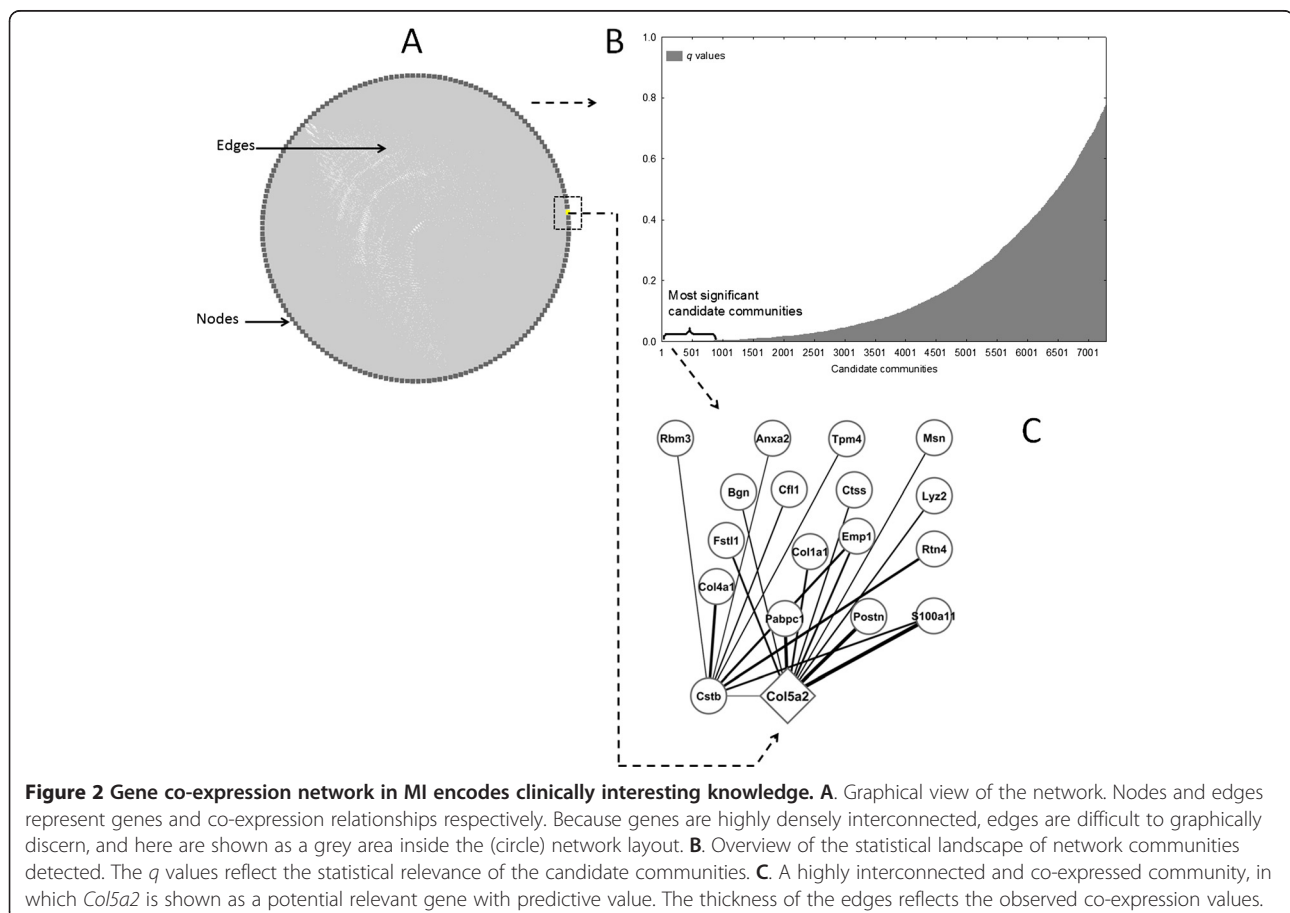 A
B
Edges
Nodes
q values
1.0
0.8
0.6
0.4
0.2
0.0
Most significant
candidate communities
1 501 1001 1501 2001 2501 3001 3501 4001 4501 5001 5501 6001 6501 7001
Candidate communities
C
Rbm3 Anxa2 Tpm4 Msn
Bgn Cfl1 Ctss Lyz2
Fstl1 Col1a1 Emp1 Rtn4
Col4a1 Pabpc1 Postn S100a11
Cstb Col5a2
Figure 2 Gene co-expression network in MI encodes clinically interesting knowledge. A. Graphical view of the network. Nodes and edges
represent genes and co-expression relationships respectively. Because genes are highly densely interconnected, edges are difficult to graphically
discern, and here are shown as a grey area inside the (circle) network layout. B. Overview of the statistical landscape of network communities
detected. The q values reflect the statistical relevance of the candidate communities. C. A highly interconnected and co-expressed community, in
which Col5a2 is shown as a potential relevant gene with predictive value. The thickness of the edges reflects the observed co-expression values.